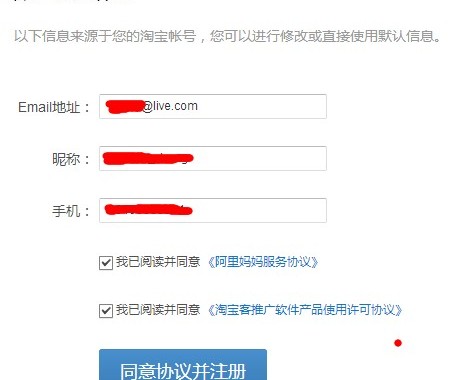 以下信息来源于您的淘宝帐号，您可以进行修改或直接使用默认信息。
Email地址： @live.com
昵称：
手机：
我已阅读并同意 《阿里妈妈服务协议》
我已阅读并同意 《淘宝客推广软件产品使用许可协议》
同意协议并注册